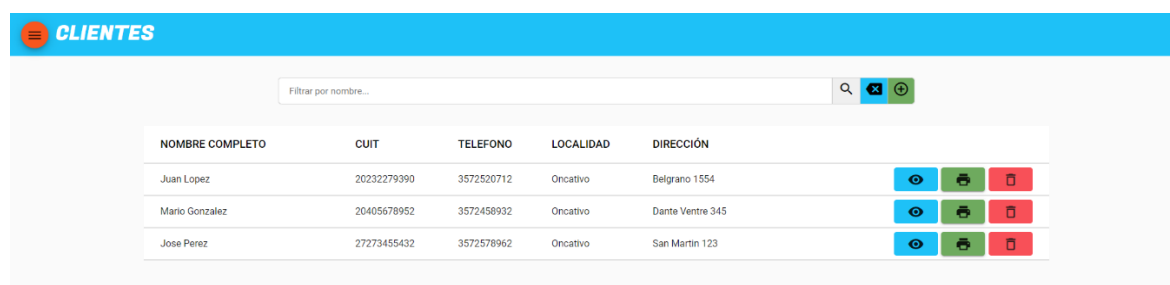 CLIENTES
Filtrar por nombre...
NOMBRE COMPLETO CUIT TELEFONO LOCALIDAD DIRECCIÓN
Juan Lopez 20232279390 3572520712 Oncativo Belgrano 1554
Mario Gonzalez 20405678952 3572458932 Oncativo Dante Ventre 345
Jose Perez 27273455432 3572578962 Oncativo San Martin 123